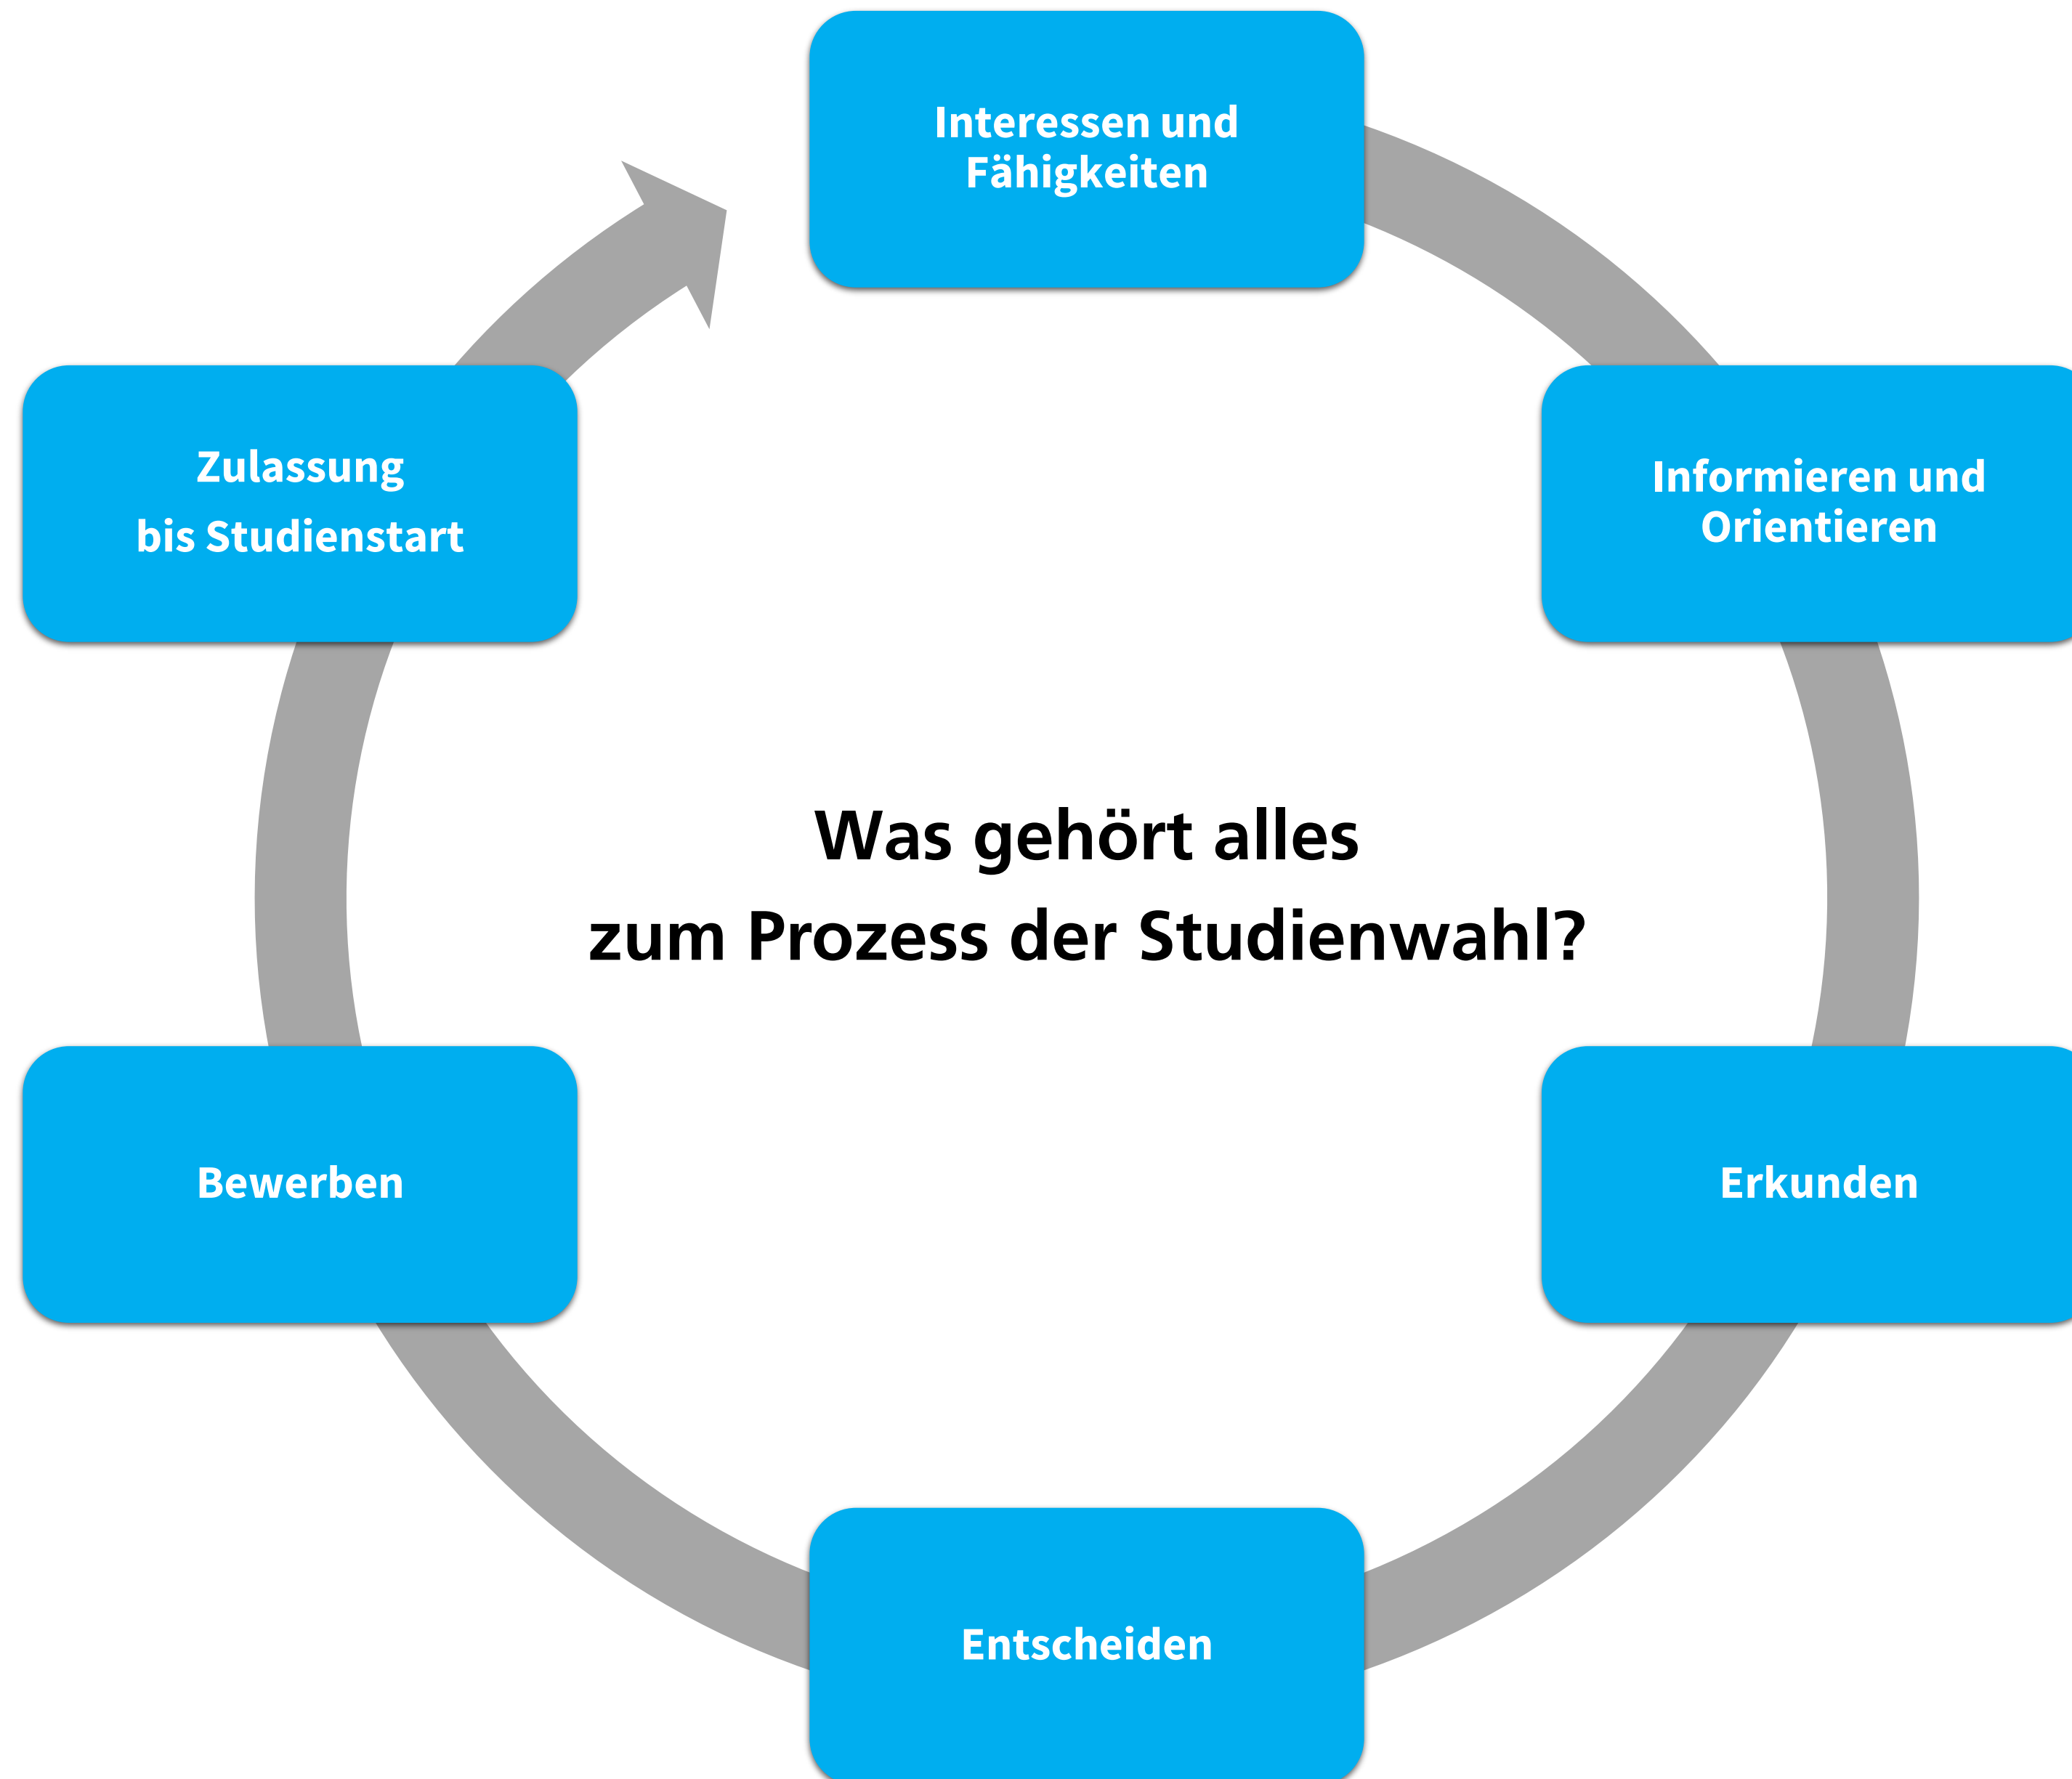 Interessen und
Fähigkeiten
Informieren und
Orientieren
Erkunden
Entscheiden
Bewerben
Zulassung
bis Studienstart
Was gehört alles
zum Prozess der Studienwahl?